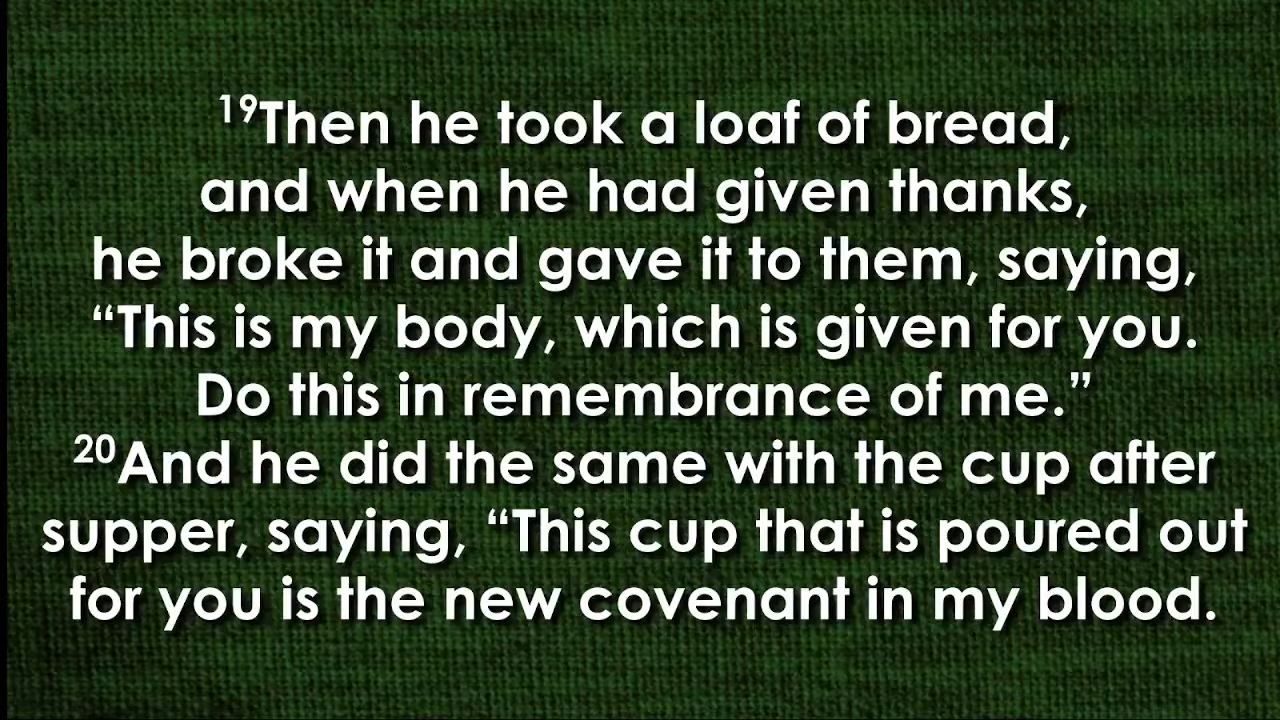 19Then he took a loaf of bread,
and when he had given thanks,
he broke it and gave it to them, saying,
“This is my body, which is given for you.
Do this in remembrance of me.”
20And he did the same with the cup after
supper, saying, “This cup that is poured out
for you is the new covenant in my blood.